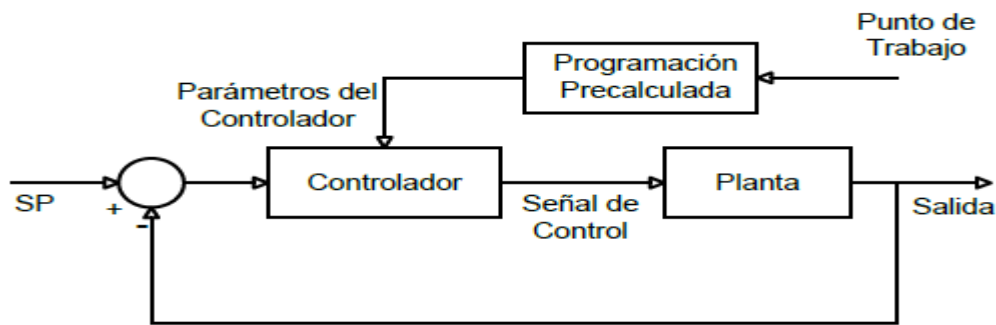 Punto de
Trabajo
Programación
Precalculada
Parámetros del
Controlador
SP
+
-
Controlador
Señal de
Control
Planta
Salida